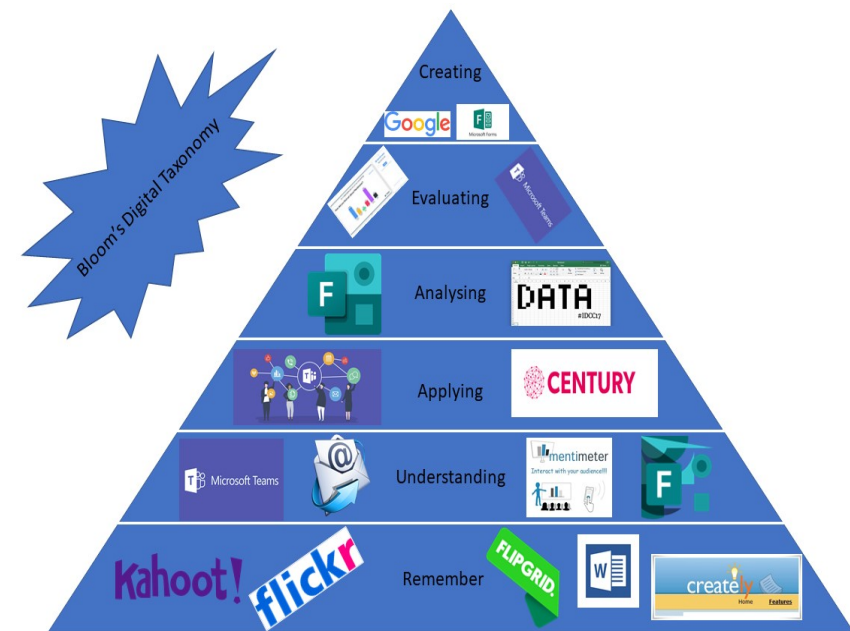 Bloom's Digital Taxonomy
Creating
Google
F
Microsoft Forms
Evaluating
Microsoft Teams
F
Analysing
DATA
#IDCC17
T
Applying
CENTURY
T
Microsoft Teams
@
Understanding
mentimeter
Interact with your audience!!!!
F
Kahoot!
flickr
Remember
FLIPGRID.
W
creately
Home Features